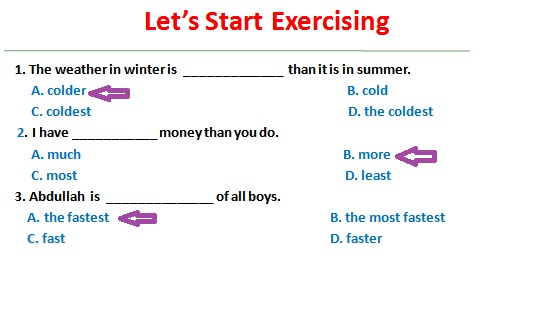 Let's Start Exercising
1. The weather in winter is ______________ than it is in summer.
A. colder B. cold
C. coldest D. the coldest
2. I have ____________ money than you do.
A. much B. more
C. most D. least
3. Abdullah is _______________ of all boys.
A. the fastest B. the most fastest
C. fast D. faster